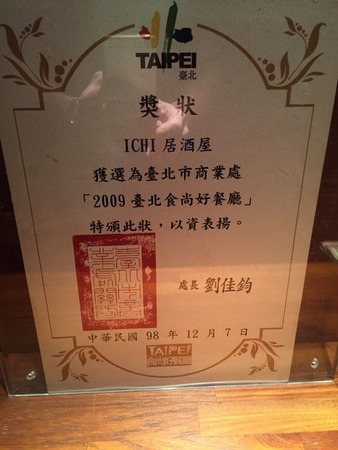 TAIPEI
臺北
獎狀
ICHI 居酒屋
獲選為臺北市商業處
「2009 臺北食尚好餐廳」
特頒此狀，以資表揚。
處長 劉佳鈞
中華民國 98 年 12 月 7 日
TAIPEI